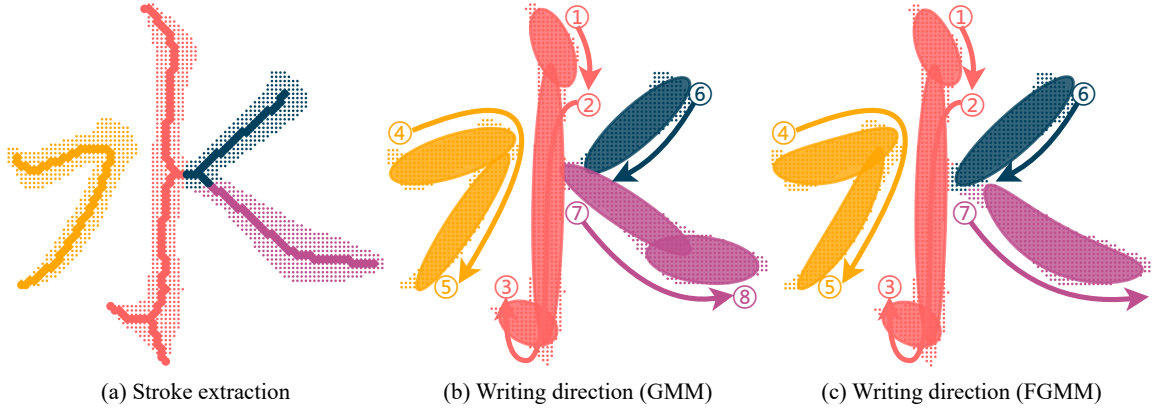 水
① ①
② ②
④ ⑥ ④ ⑥
⑦ ⑦
⑤ ③ ⑧ ⑤ ③
(a) Stroke extraction (b) Writing direction (GMM) (c) Writing direction (FGMM)